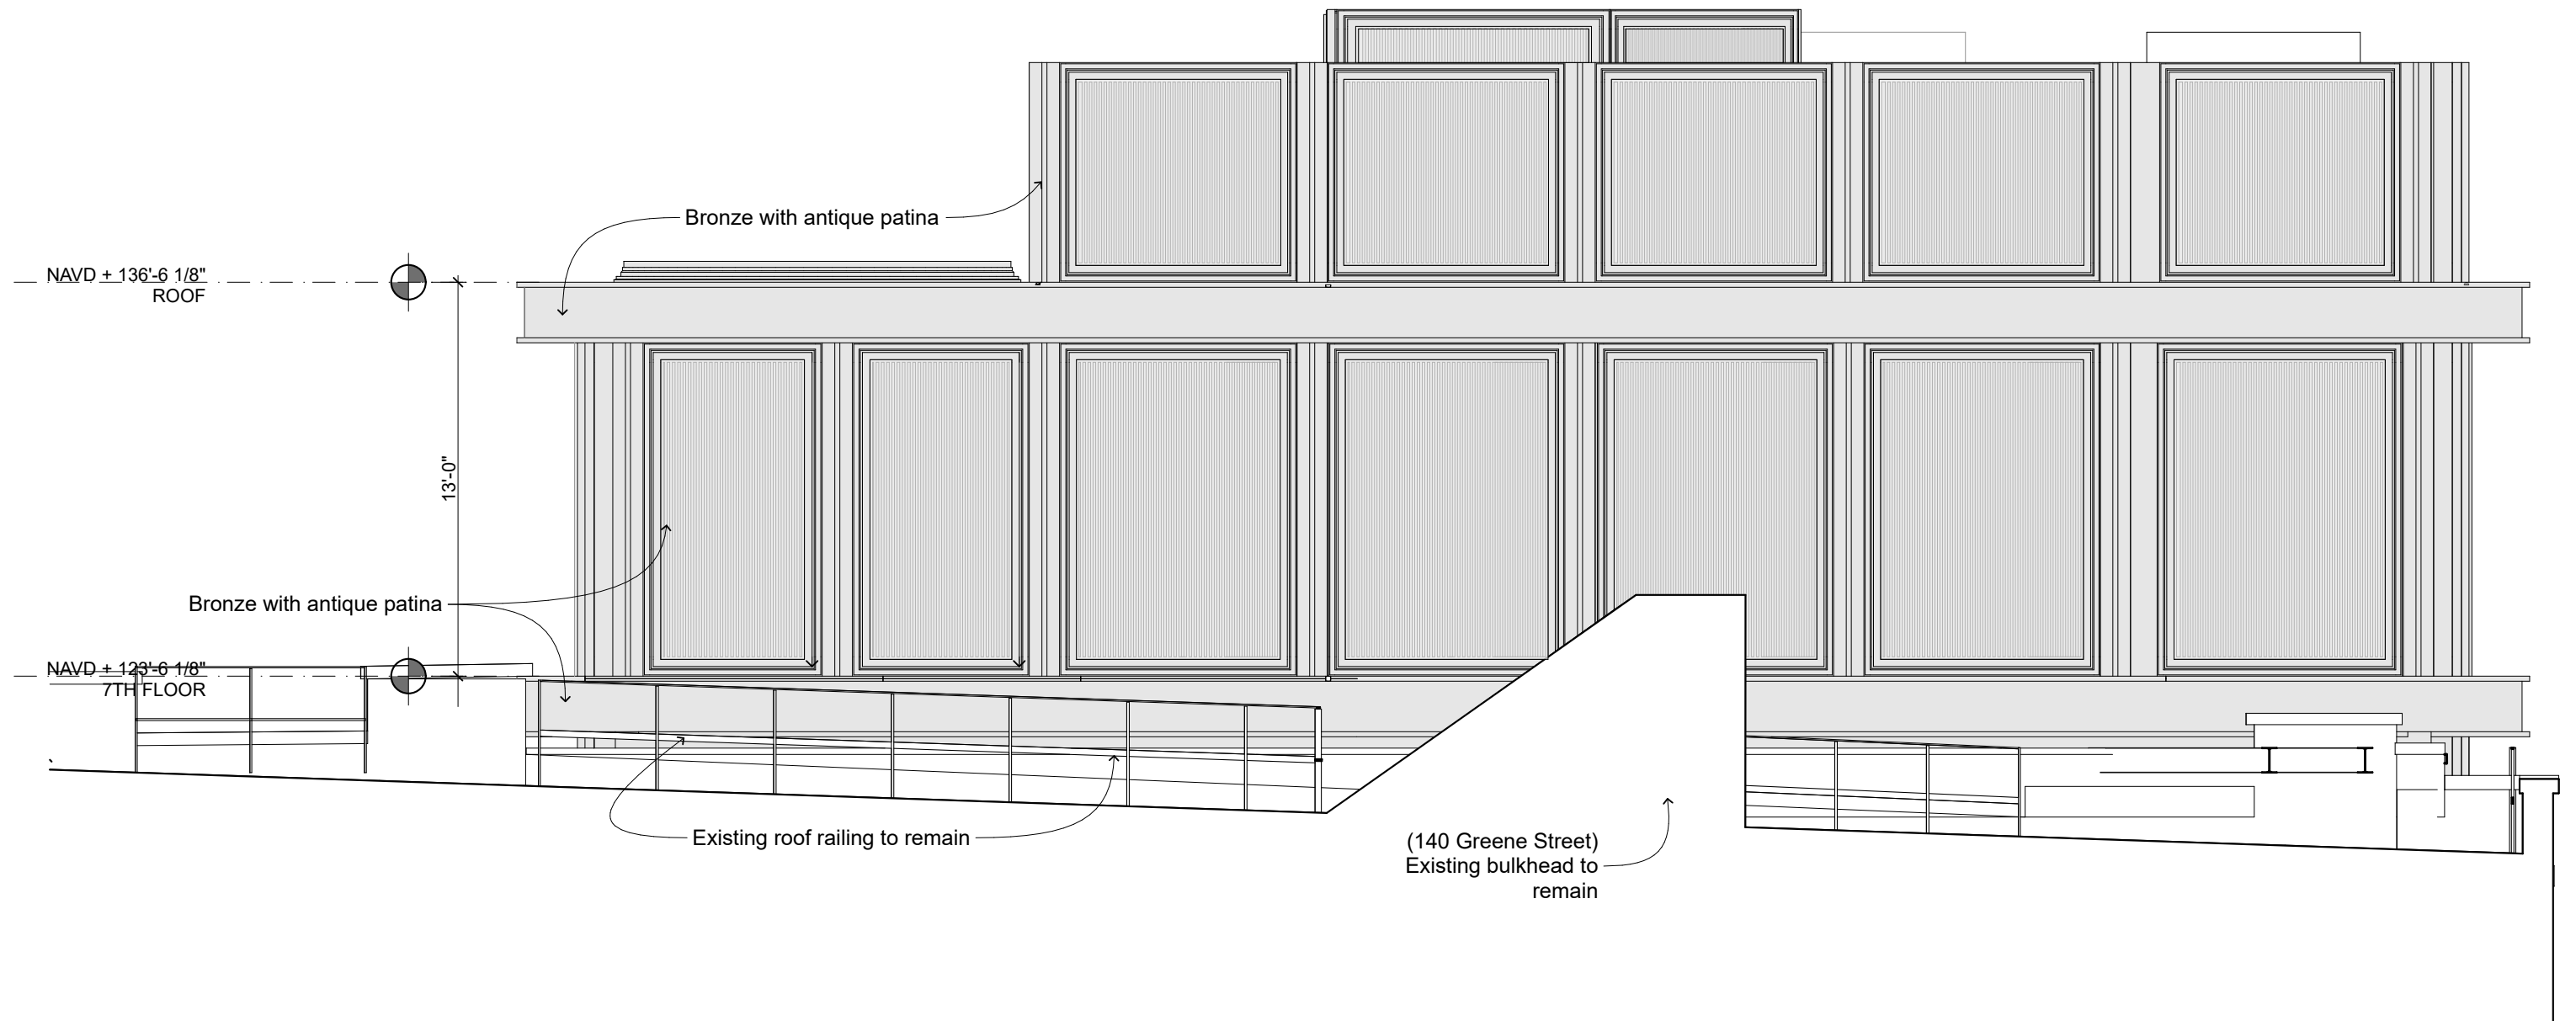 Bronze with antique patina
NAVD + 136'-6 1/8"
ROOF
13'-0"
Bronze with antique patina
NAVD + 123'-6 1/8"
7TH FLOOR
Existing roof railing to remain
(140 Greene Street)
Existing bulkhead to
remain